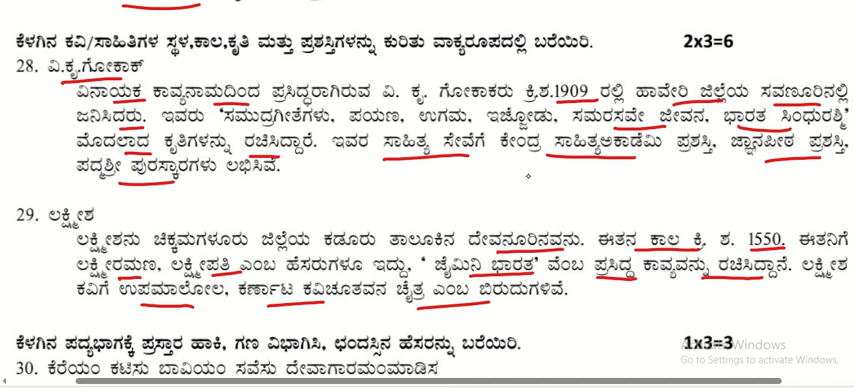 ಕೆಳಗಿನ ಕವಿ/ಸಾಹಿತಿಗಳ ಸ್ಥಳ,ಕಾಲ,ಕೃತಿ ಮತ್ತು ಪ್ರಶಸ್ತಿಗಳನ್ನು ಕುರಿತು ವಾಕ್ಯರೂಪದಲ್ಲಿ ಬರೆಯಿರಿ. 2x3=6
28. ವಿ.ಕೃ.ಗೋಕಾಕ್
ವಿನಾಯಕ ಕಾವ್ಯನಾಮದಿಂದ ಪ್ರಸಿದ್ಧರಾಗಿರುವ ವಿ. ಕೃ. ಗೋಕಾಕರು ಕ್ರಿ.ಶ.1909 ರಲ್ಲಿ ಹಾವೇರಿ ಜಿಲ್ಲೆಯ ಸವಣೂರಿನಲ್ಲಿ
ಜನಿಸಿದರು. ಇವರು 'ಸಮುದ್ರಗೀತೆಗಳು, ಪಯಣ, ಉಗಮ, ಇಜ್ಜೋಡು, ಸಮರಸವೇ ಜೀವನ, ಭಾರತ ಸಿಂಧುರಶ್ಮಿ'
ಮೊದಲಾದ ಕೃತಿಗಳನ್ನು ರಚಿಸಿದ್ದಾರೆ. ಇವರ ಸಾಹಿತ್ಯ ಸೇವೆಗೆ ಕೇಂದ್ರ ಸಾಹಿತ್ಯಅಕಾಡೆಮಿ ಪ್ರಶಸ್ತಿ, ಜ್ಞಾನಪೀಠ ಪ್ರಶಸ್ತಿ,
ಪದ್ಮಶ್ರೀ ಪುರಸ್ಕಾರಗಳು ಲಭಿಸಿವೆ.
29. ಲಕ್ಷ್ಮೀಶ
ಲಕ್ಷ್ಮೀಶನು ಚಿಕ್ಕಮಗಳೂರು ಜಿಲ್ಲೆಯ ಕಡೂರು ತಾಲೂಕಿನ ದೇವನೂರಿನವನು. ಈತನ ಕಾಲ ಕ್ರಿ. ಶ. 1550. ಈತನಿಗೆ
ಲಕ್ಷ್ಮೀರಮಣ, ಲಕ್ಷ್ಮೀಪತಿ ಎಂಬ ಹೆಸರುಗಳೂ ಇದ್ದು, ' ಜೈಮಿನಿ ಭಾರತ' ವೆಂಬ ಪ್ರಸಿದ್ಧ ಕಾವ್ಯವನ್ನು ರಚಿಸಿದ್ದಾನೆ. ಲಕ್ಷ್ಮೀಶ
ಕವಿಗೆ ಉಪಮಾಲೋಲ, ಕರ್ಣಾಟ ಕವಿಚೂತವನ ಚೈತ್ರ ಎಂಬ ಬಿರುದುಗಳಿವೆ.
ಕೆಳಗಿನ ಪದ್ಯಭಾಗಕ್ಕೆ ಪ್ರಸ್ತಾರ ಹಾಕಿ, ಗಣ ವಿಭಾಗಿಸಿ, ಛಂದಸ್ಸಿನ ಹೆಸರನ್ನು ಬರೆಯಿರಿ. 1x3=3
Windows
Go to Settings to activate Windows.
30. ಕೆರೆಯಂ ಕಟಿಸು ಬಾವಿಯಂ ಸವೆಸು ದೇವಾಗಾರಮಂಮಾಡಿಸ